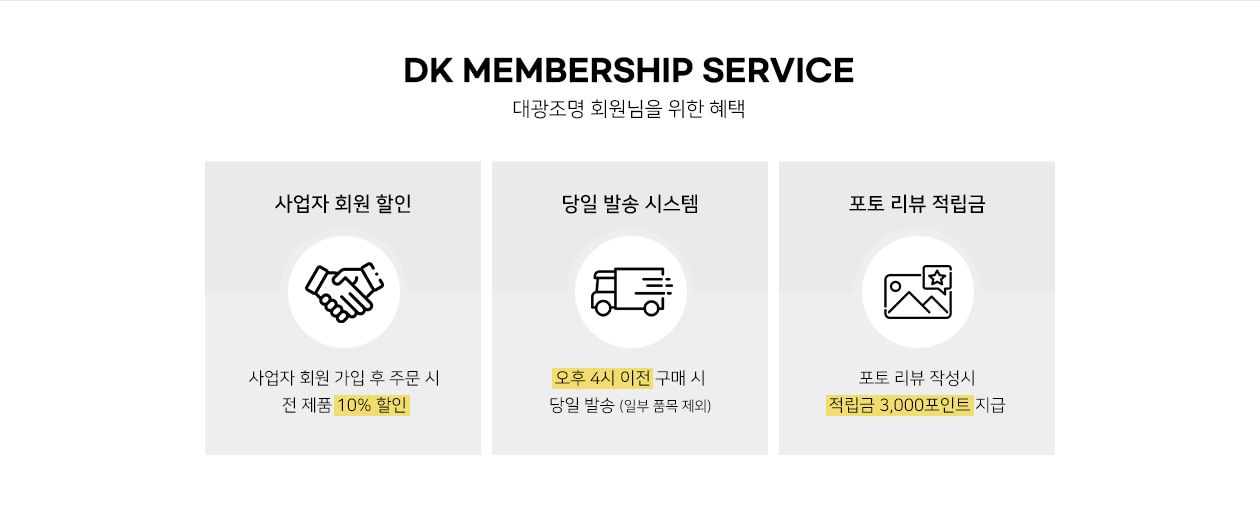 DK MEMBERSHIP SERVICE
대광조명 회원님을 위한 혜택
사업자 회원 할인
사업자 회원 가입 후 주문 시
전 제품 10% 할인
당일 발송 시스템
오후 4시 이전 구매 시
당일 발송 (일부 품목 제외)
포토 리뷰 적립금
포토 리뷰 작성시
적립금 3,000포인트 지급